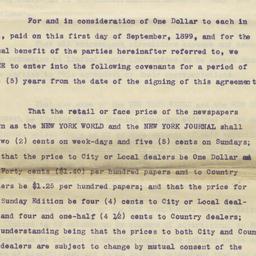 For and in consideration of One Dollar to each in
, paid on this first day of September, 1899, and for the
al benefit of the parties hereinafter referred to, we
E to enter into the following covenants for a period of
(5) years from the date of the signing of this agreement
That the retail or face price of the newspapers
n as the NEW YORK WORLD and the NEW YORK JOURNAL shall
two (2) cents on week-days and five (5) cents on Sundays;
that the price to City or Local dealers be One Dollar a
Forty cents ($1.40) per hundred papers and to Country
ers be $1.25 per hundred papers; and that the price for
Sunday Edition be four (4) cents to City or Local deal-
and four and one-half (4 1/2) cents to Country dealers;
understanding being that the prices to both City and Coun
dealers are subject to change by mutual consent of the